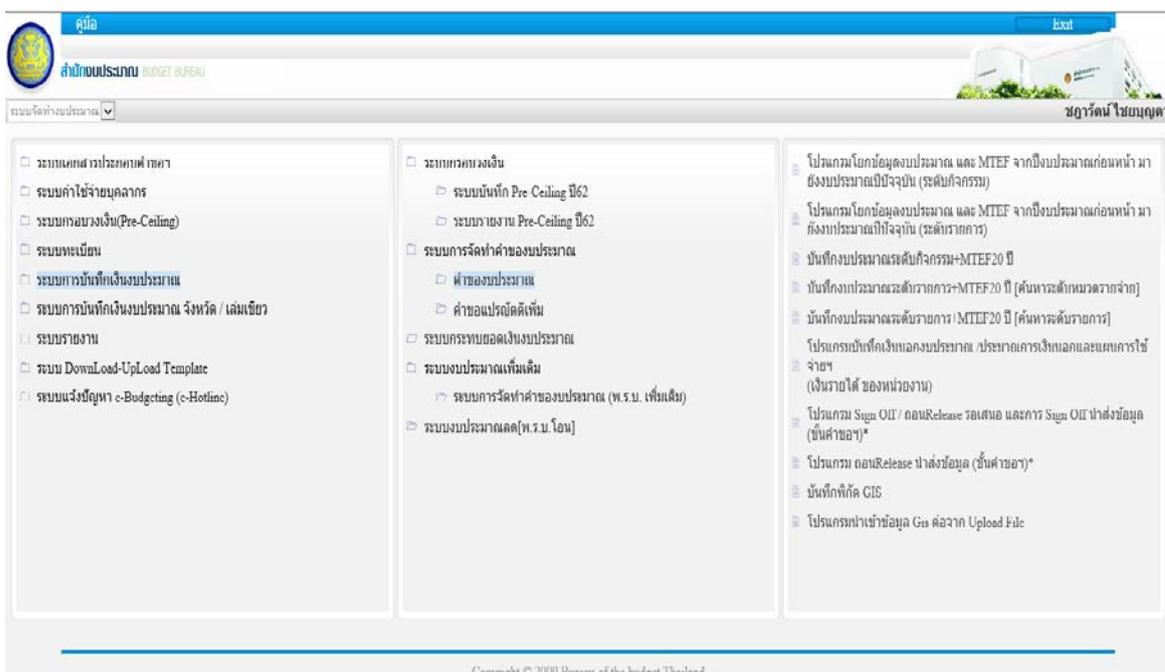 คู่มือ
Exit
สำนักงบประมาณ BUDGET BUREAU
ระบบจัดทำงบประมาณ
ชฎารัตน์ ไชยบุญตา
ระบบเอกสารประกอบคำขอฯ
ระบบค่าใช้จ่ายบุคลากร
ระบบกรอบวงเงิน(Pre-Ceiling)
ระบบทะเบียน
ระบบการบันทึกเงินงบประมาณ
ระบบการบันทึกเงินงบประมาณ จังหวัด / เล่มเขียว
ระบบรายงาน
ระบบ DownLoad-UpLoad Template
ระบบแจ้งปัญหา e-Budgeting (e-Hotline)
ระบบกรอบวงเงิน
ระบบบันทึก Pre-Ceiling ปี62
ระบบรายงาน Pre-Ceiling ปี62
ระบบการจัดทำคำของบประมาณ
คำของบประมาณ
คำขอแปรญัตติเพิ่ม
ระบบกระทบยอดเงินงบประมาณ
ระบบงบประมาณเพิ่มเติม
ระบบการจัดทำคำของบประมาณ (พ.ร.บ. เพิ่มเติม)
ระบบงบประมาณลด[พ.ร.บ.โอน]
โปรแกรมโยกข้อมูลงบประมาณ และ MTEF จากปีงบประมาณก่อนหน้า มา
ยังงบประมาณปีปัจจุบัน (ระดับกิจกรรม)
โปรแกรมโยกข้อมูลงบประมาณ และ MTEF จากปีงบประมาณก่อนหน้า มา
ยังงบประมาณปีปัจจุบัน (ระดับรายการ)
บันทึกงบประมาณระดับกิจกรรม+MTEF20 ปี
บันทึกงบประมาณระดับรายการ+MTEF20 ปี [ค้นหาระดับหมวดรายจ่าย]
บันทึกงบประมาณระดับรายการ+MTEF20 ปี [ค้นหาระดับรายการ]
โปรแกรมบันทึกเงินนอกงบประมาณ /ประมาณการเงินนอกและแผนการใช้
จ่ายฯ
(เงินรายได้ ของหน่วยงาน)
โปรแกรม Sign Off / ถอนRelease รอเสนอ และการ Sign Off นำส่งข้อมูล
(ขั้นคำขอฯ)*
โปรแกรม ถอนRelease นำส่งข้อมูล (ขั้นคำขอฯ)*
บันทึกพิกัด GIS
โปรแกรมนำเข้าข้อมูล Gis ต่อจาก Upload File
Copyright © 2009 Bureau of the budget Thailand